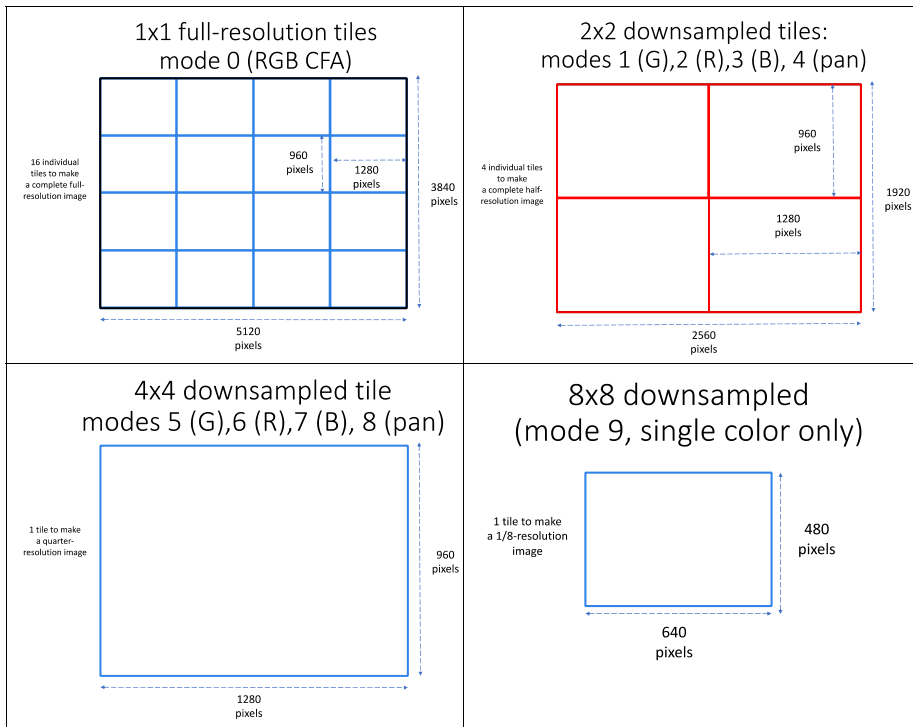 1x1 full-resolution tiles
mode 0 (RGB CFA)
16 individual
tiles to make
a complete full-
resolution image
960
pixels
1280
pixels
3840
pixels
5120
pixels
2x2 downsampled tiles:
modes 1 (G),2 (R),3 (B), 4 (pan)
4 individual tiles
to make
a complete half-
resolution image
960
pixels
1280
pixels
1920
pixels
2560
pixels
4x4 downsampled tile
modes 5 (G),6 (R),7 (B), 8 (pan)
1 tile to make
a quarter-
resolution image
960
pixels
1280
pixels
8x8 downsampled
(mode 9, single color only)
1 tile to make
a 1/8-resolution
image
480
pixels
640
pixels